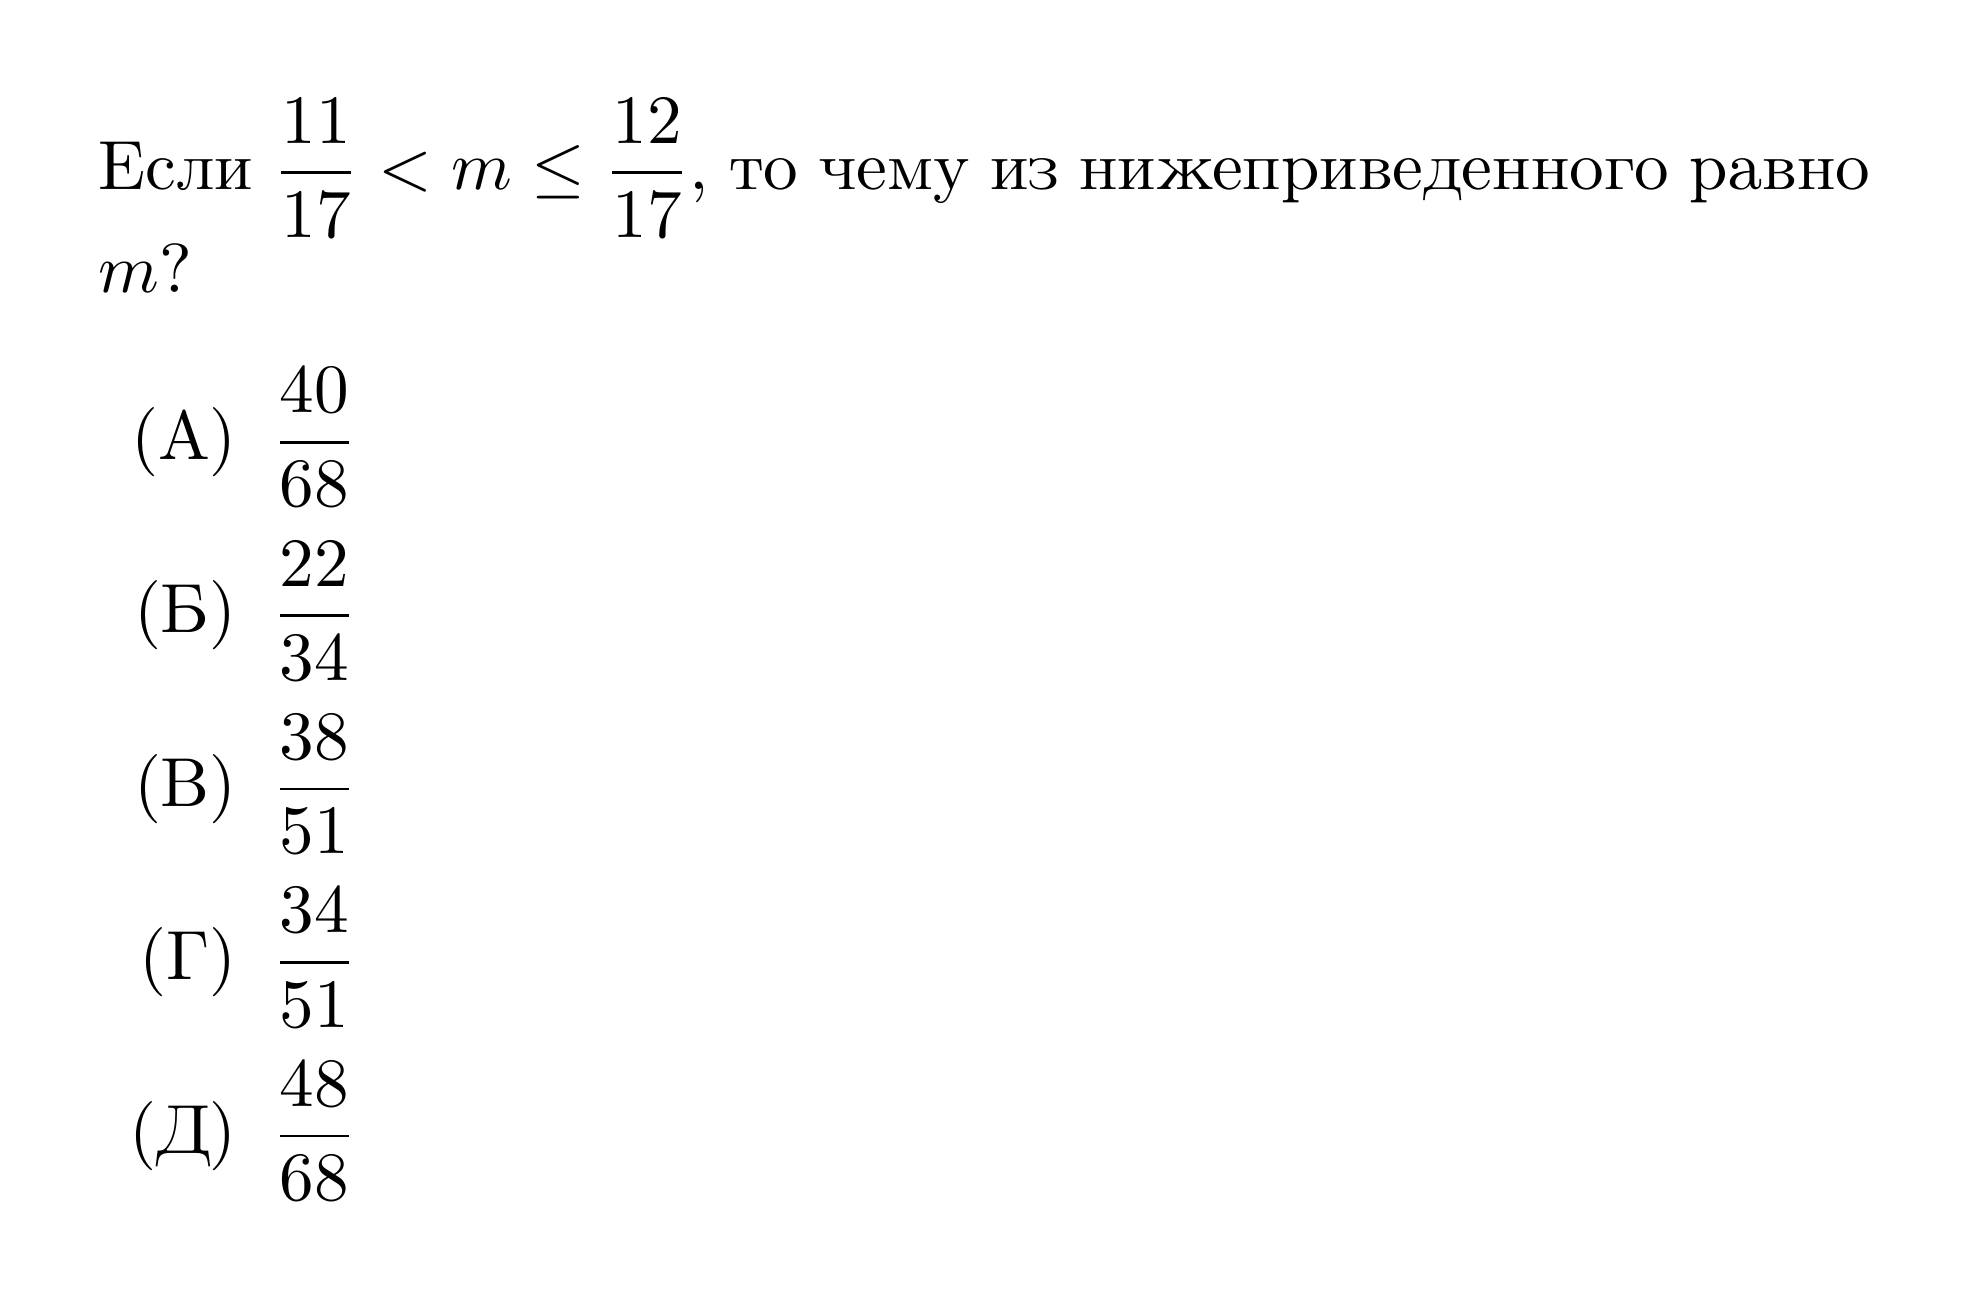 Если $\frac{11}{17} < m \leq \frac{12}{17}$, то чему из нижеприведенного равно
$m$?
(А) $\frac{40}{68}$
(Б) $\frac{22}{34}$
(В) $\frac{38}{51}$
(Г) $\frac{34}{51}$
(Д) $\frac{48}{68}$